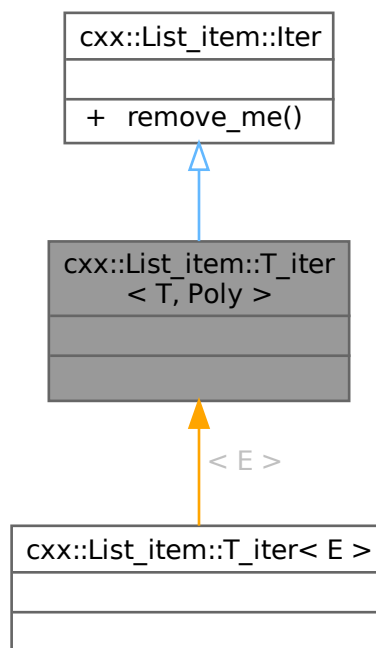 cxx::List_item::Iter
+ remove_me()
cxx::List_item::T_iter
< T, Poly >
< E >
cxx::List_item::T_iter< E >